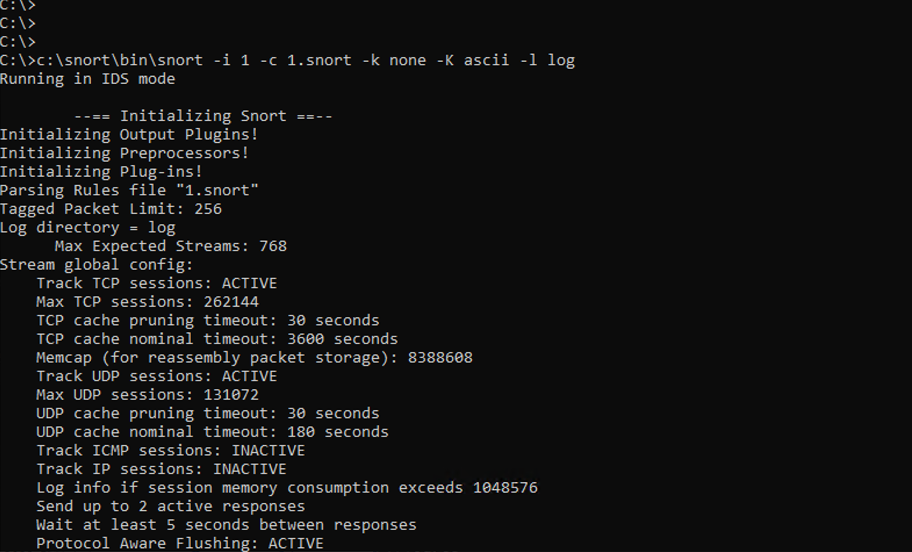 C:\>
C:\>
C:\>
C:\>c:\snort\bin\snort -i 1 -c 1.snort -k none -K ascii -l log
Running in IDS mode
--== Initializing Snort ==--
Initializing Output Plugins!
Initializing Preprocessors!
Initializing Plug-ins!
Parsing Rules file "1.snort"
Tagged Packet Limit: 256
Log directory = log
Max Expected Streams: 768
Stream global config:
Track TCP sessions: ACTIVE
Max TCP sessions: 262144
TCP cache pruning timeout: 30 seconds
TCP cache nominal timeout: 3600 seconds
Memcap (for reassembly packet storage): 8388608
Track UDP sessions: ACTIVE
Max UDP sessions: 131072
UDP cache pruning timeout: 30 seconds
UDP cache nominal timeout: 180 seconds
Track ICMP sessions: INACTIVE
Track IP sessions: INACTIVE
Log info if session memory consumption exceeds 1048576
Send up to 2 active responses
Wait at least 5 seconds between responses
Protocol Aware Flushing: ACTIVE